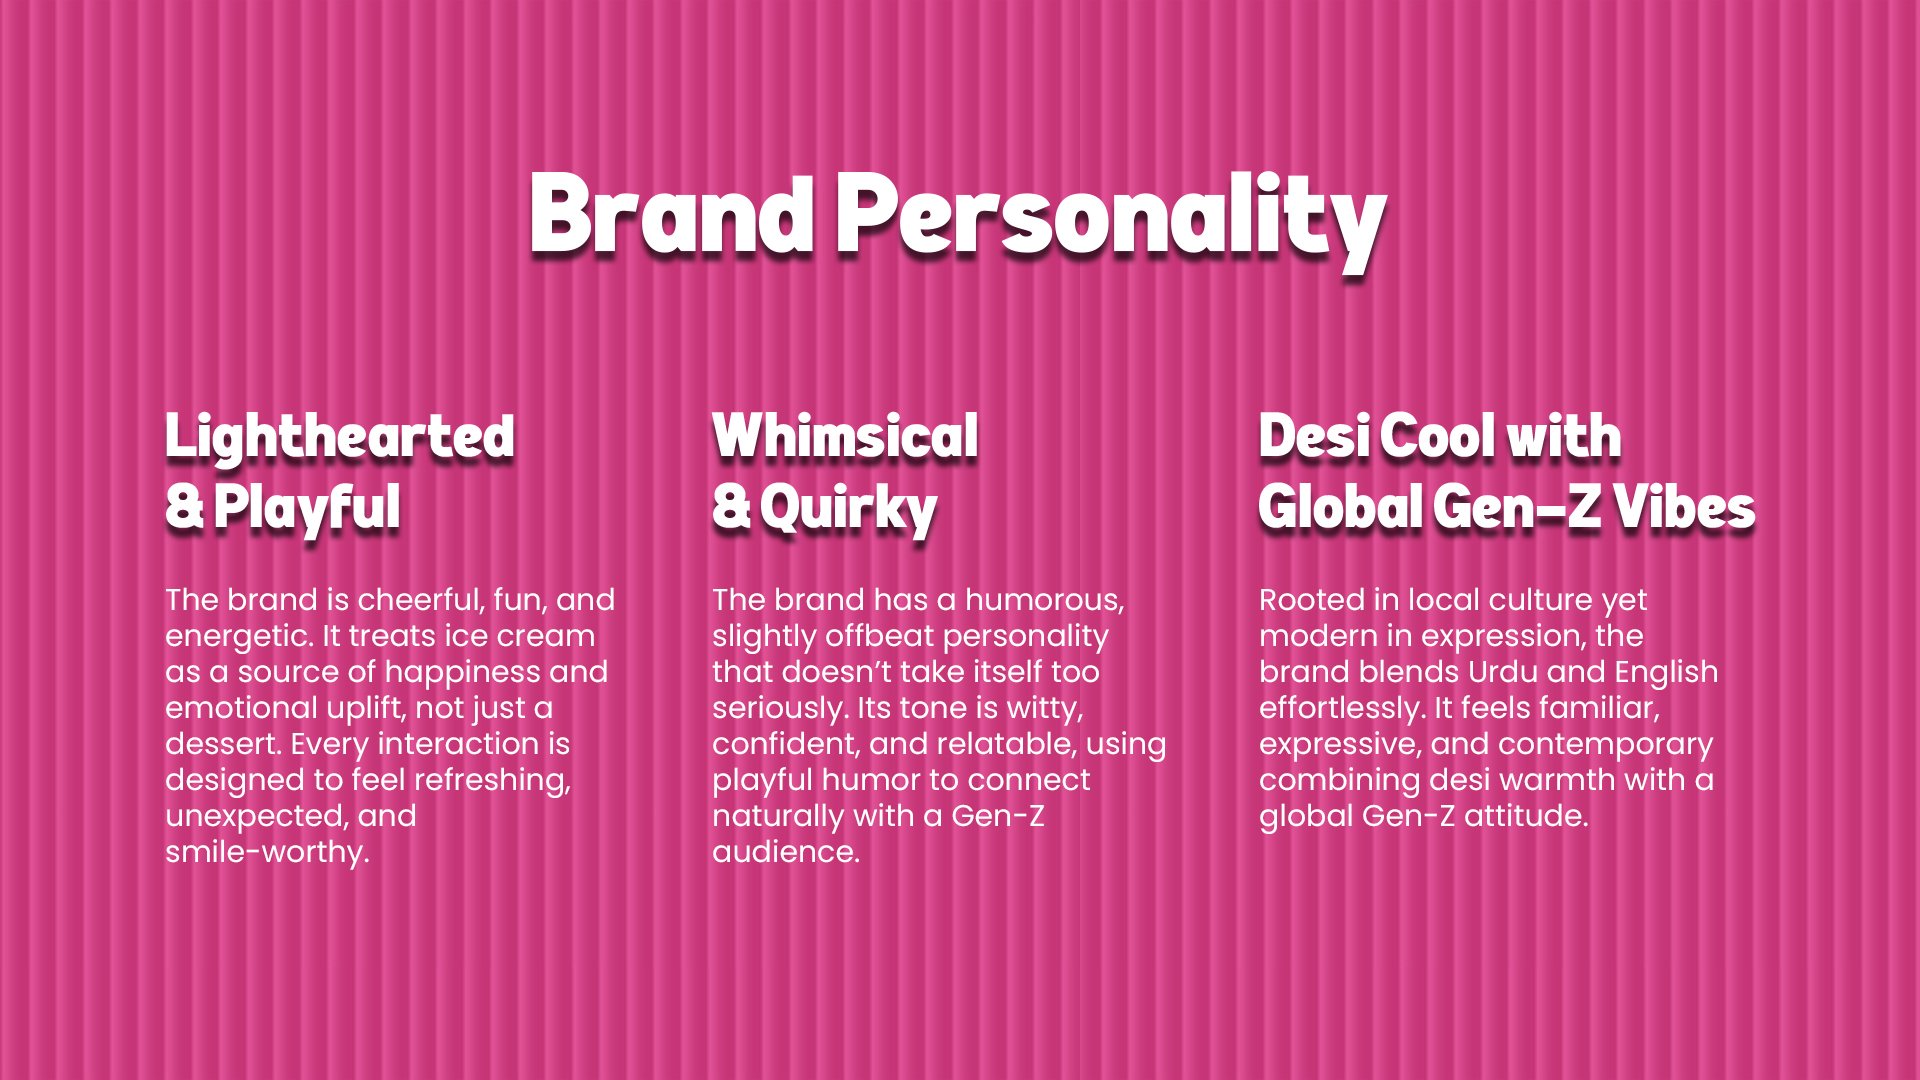 Brand Personality
Lighthearted
& Playful
The brand is cheerful, fun, and
energetic. It treats ice cream
as a source of happiness and
emotional uplift, not just a
dessert. Every interaction is
designed to feel refreshing,
unexpected, and
smile-worthy.
Whimsical
& Quirky
The brand has a humorous,
slightly offbeat personality
that doesn’t take itself too
seriously. Its tone is witty,
confident, and relatable, using
playful humor to connect
naturally with a Gen-Z
audience.
Desi Cool with
Global Gen-Z Vibes
Rooted in local culture yet
modern in expression, the
brand blends Urdu and English
effortlessly. It feels familiar,
expressive, and contemporary
combining desi warmth with a
global Gen-Z attitude.